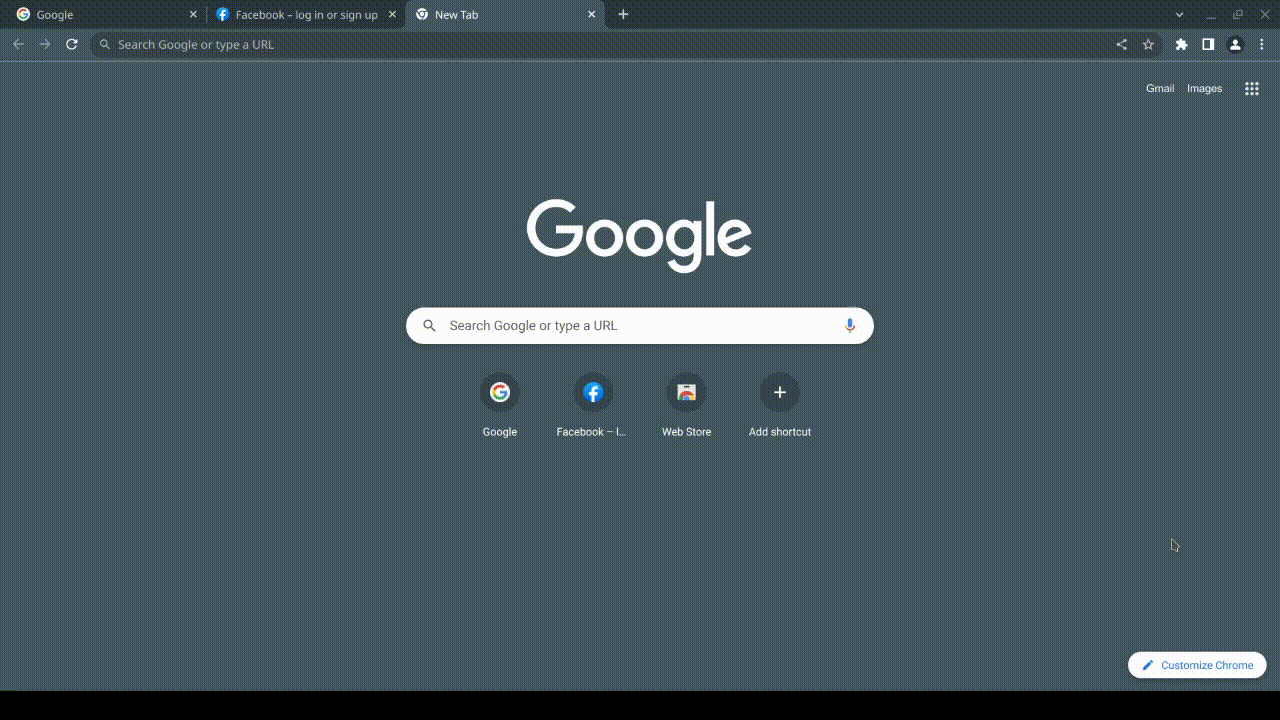 Google
Facebook – log in or sign up
New Tab
Search Google or type a URL
Gmail
Images
Google
Search Google or type a URL
Google
Facebook – l...
Web Store
Add shortcut
Customize Chrome